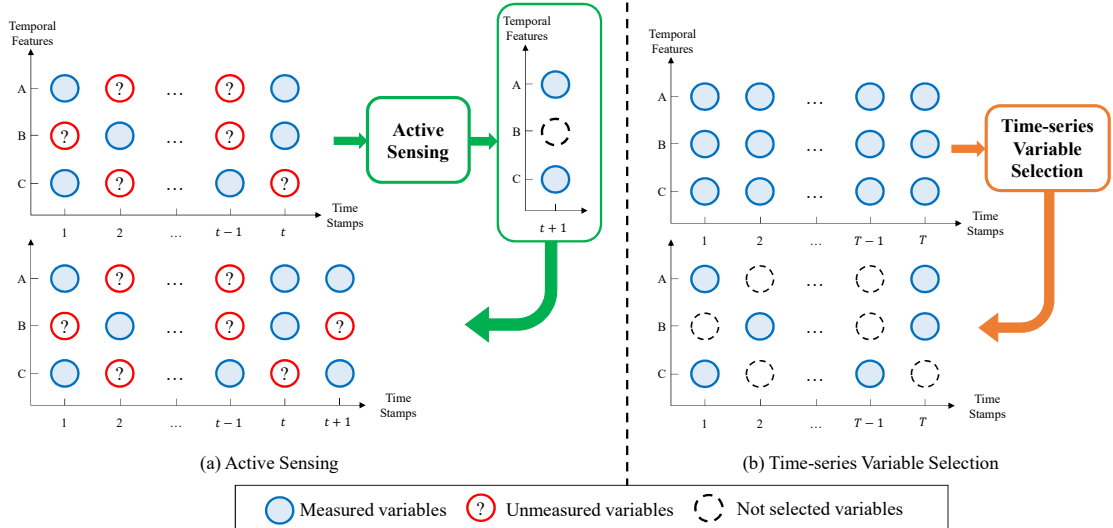 Temporal
Features
A ? … ?
B ? … ?
C ? … ?
Time
Stamps
1 2 … t − 1 t
Active
Sensing
Temporal
Features
A
B
C
t + 1
A ? … ?
B ? … ? ?
C ? … ?
Time
Stamps
1 2 … t − 1 t t + 1
(a) Active Sensing
Temporal
Features
A …
B …
C …
Time
Stamps
1 2 … T − 1 T
Time-series
Variable
Selection
A …
B …
C …
Time
Stamps
1 2 … T − 1 T
(b) Time-series Variable Selection
Measured variables ? Unmeasured variables Not selected variables